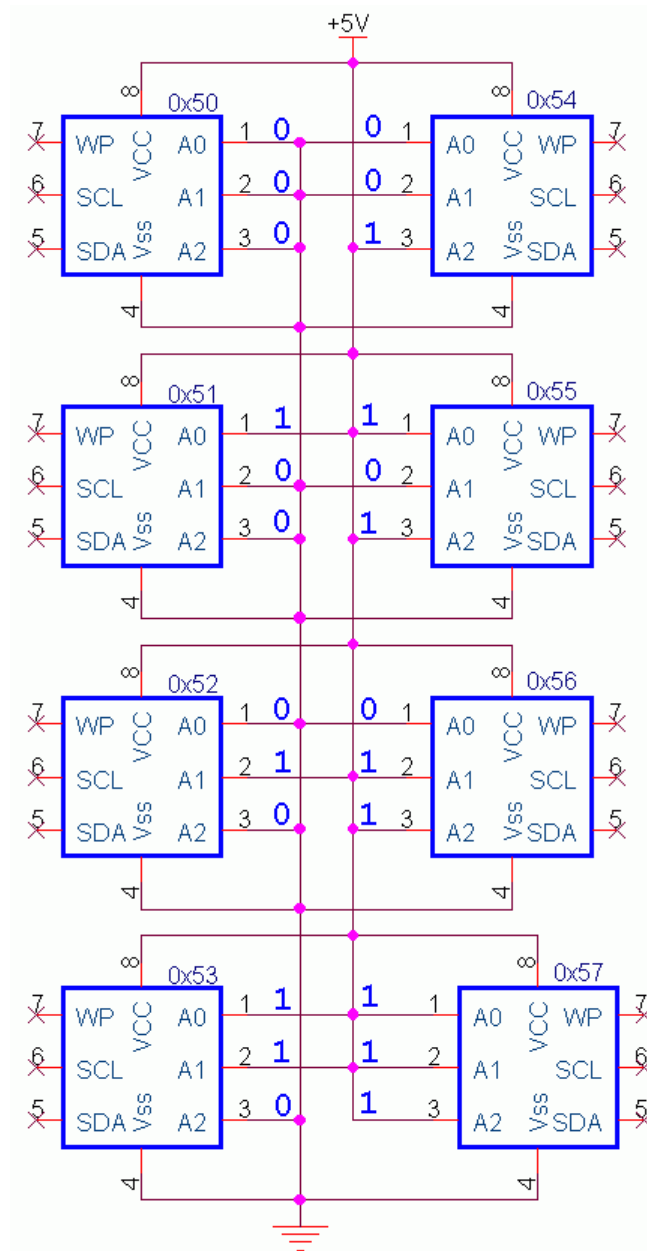 +5V
8 8
0x50 0x54
7 WP VCC A0 1 0 0 1 A0 VCC WP 7
6 SCL A1 2 0 0 2 A1 SCL 6
5 SDA Vss A2 3 0 1 3 A2 Vss SDA 5
4 4
8 8
0x51 0x55
7 WP VCC A0 1 1 1 1 A0 VCC WP 7
6 SCL A1 2 0 0 2 A1 SCL 6
5 SDA Vss A2 3 0 1 3 A2 Vss SDA 5
4 4
8 8
0x52 0x56
7 WP VCC A0 1 0 0 1 A0 VCC WP 7
6 SCL A1 2 1 1 2 A1 SCL 6
5 SDA Vss A2 3 0 1 3 A2 Vss SDA 5
4 4
8 8
0x53 0x57
7 WP VCC A0 1 1 1 1 A0 VCC WP 7
6 SCL A1 2 1 1 2 A1 SCL 6
5 SDA Vss A2 3 0 1 3 A2 Vss SDA 5
4 4